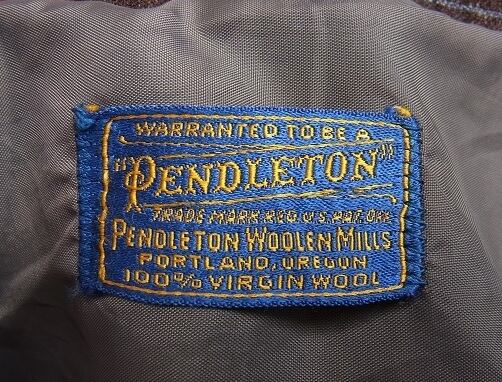 WARRANTED TO BE A
"PENDLETON"
TRADE MARK REG. U.S. PAT. OFF.
PENDLETON WOOLEN MILLS
PORTLAND, OREGON
100% VIRGIN WOOL